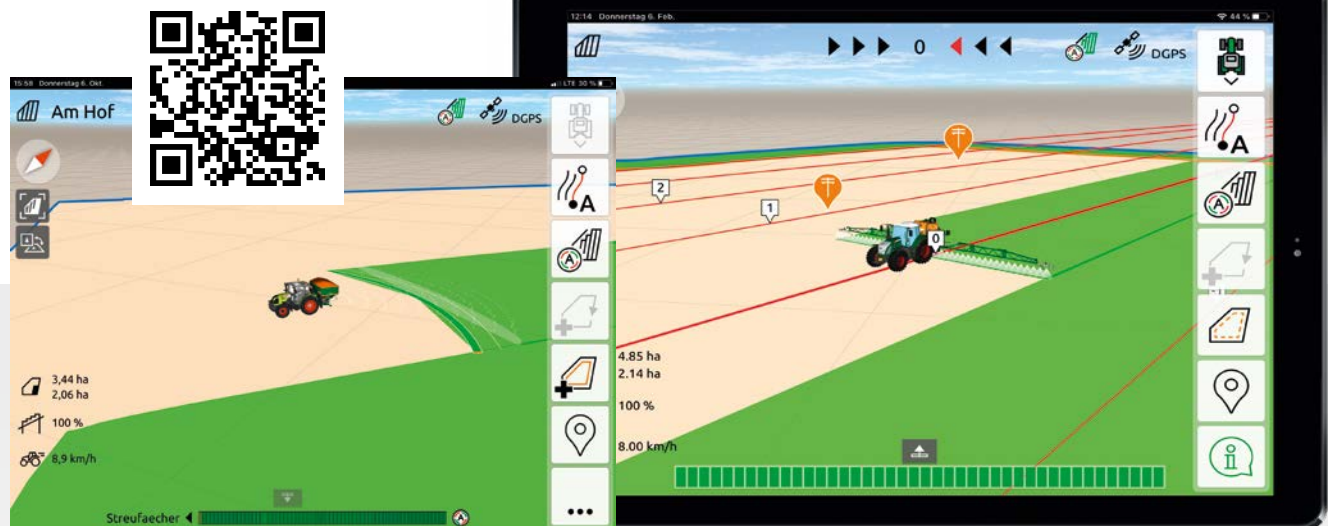 15:58 Donnerstag 6. Okt.
LTE 30 %
Am Hof
DGPS
A
A
3,44 ha
2,06 ha
100 %
8,9 km/h
Streufaecher
A
12:14 Donnerstag 6. Feb.
44 %
0
DGPS
A
A
2
1
0
4.85 ha
2.14 ha
100 %
8.00 km/h
i